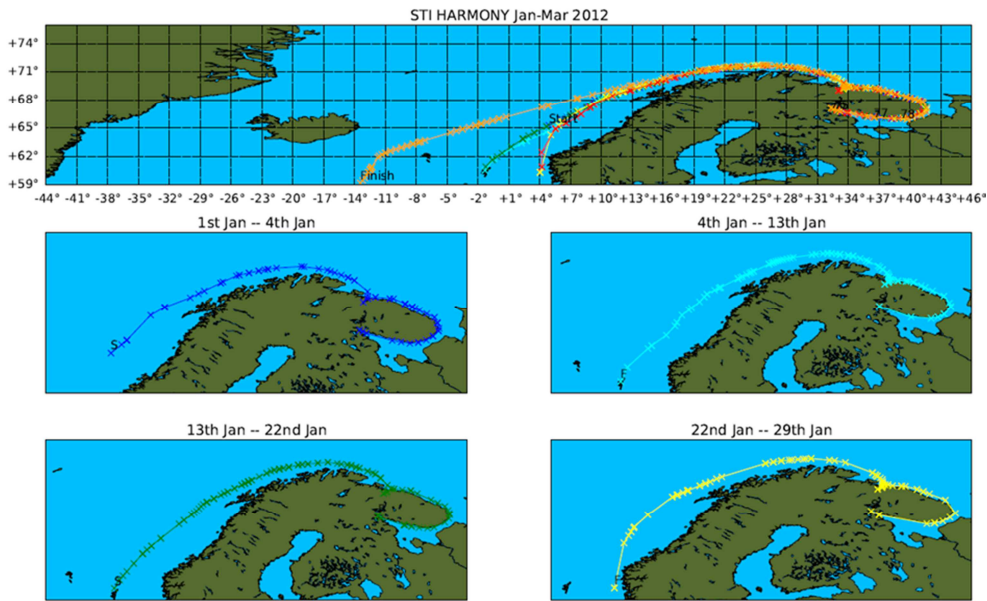 STI HARMONY Jan-Mar 2012
+74°
+71°
+68°
+65°
+62°
+59°
Start
Finish
-44° -41° -38° -35° -32° -29° -26° -23° -20° -17° -14° -11° -8° -5° -2° +1° +4° +7° +10° +13° +16° +19° +22° +25° +28° +31° +34° +37° +40° +43° +46°
1st Jan -- 4th Jan
4th Jan -- 13th Jan
S
F
13th Jan -- 22nd Jan
22nd Jan -- 29th Jan
S